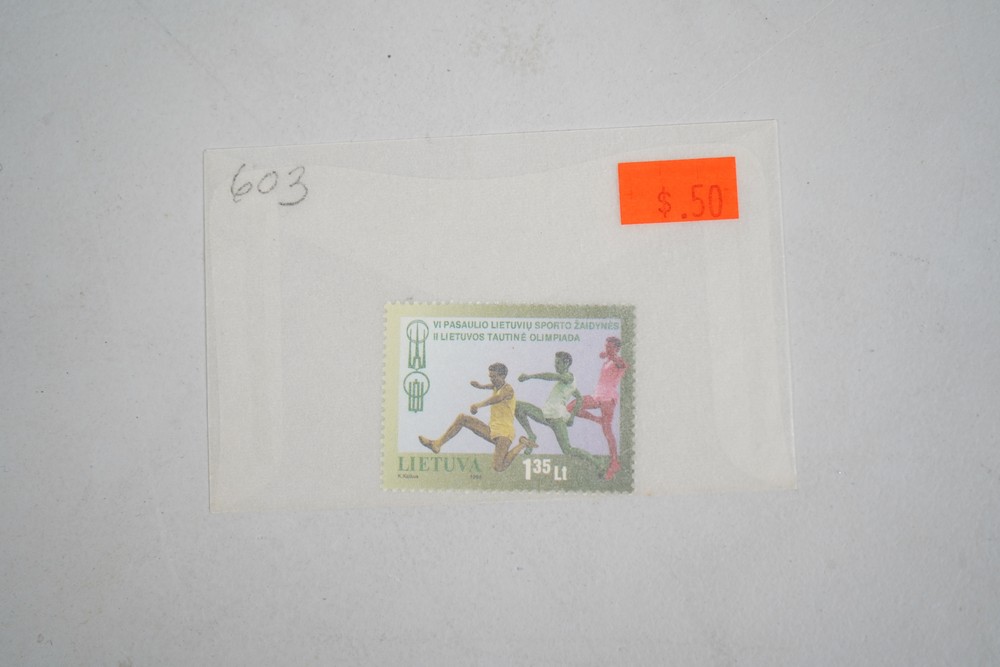 603
$.50
VI PASAULIO LIETUVIŲ SPORTO ŽAIDYNĖS
II LIETUVOS TAUTINĖ OLIMPIADA
LIETUVA
1 35 Lt